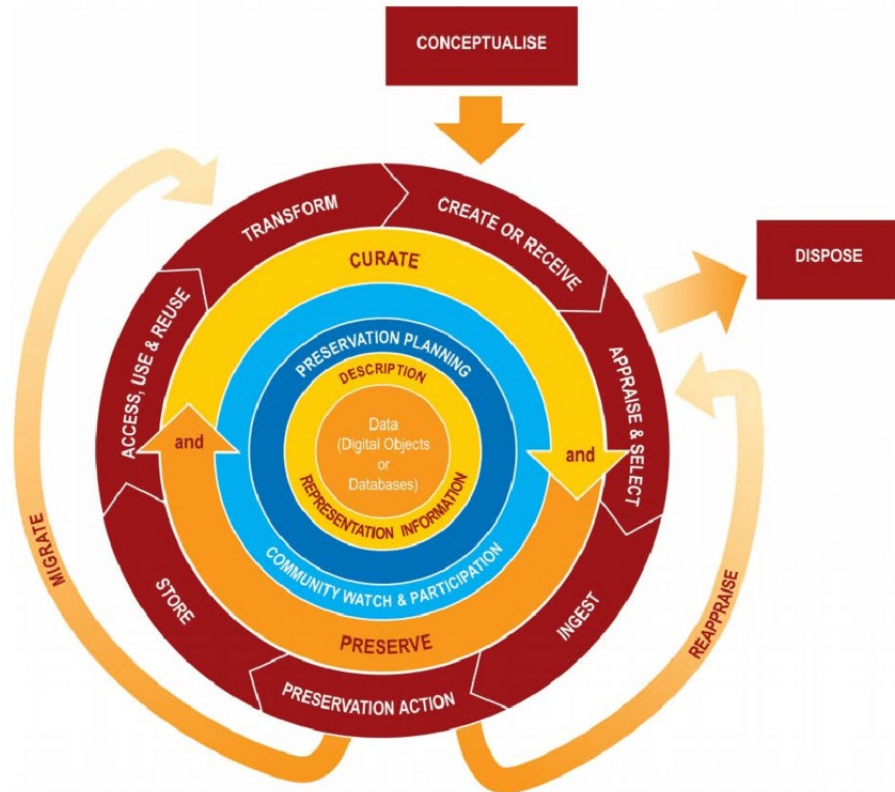 CONCEPTUALISE
DISPOSE
CREATE OR RECEIVE
APPRAISE & SELECT
INGEST
PRESERVATION ACTION
STORE
ACCESS, USE & REUSE
TRANSFORM
CURATE
and
PRESERVE
and
COMMUNITY WATCH & PARTICIPATION
PRESERVATION PLANNING
DESCRIPTION
REPRESENTATION INFORMATION
Data
(Digital Objects
or
Databases)
MIGRATE
REAPPRAISE